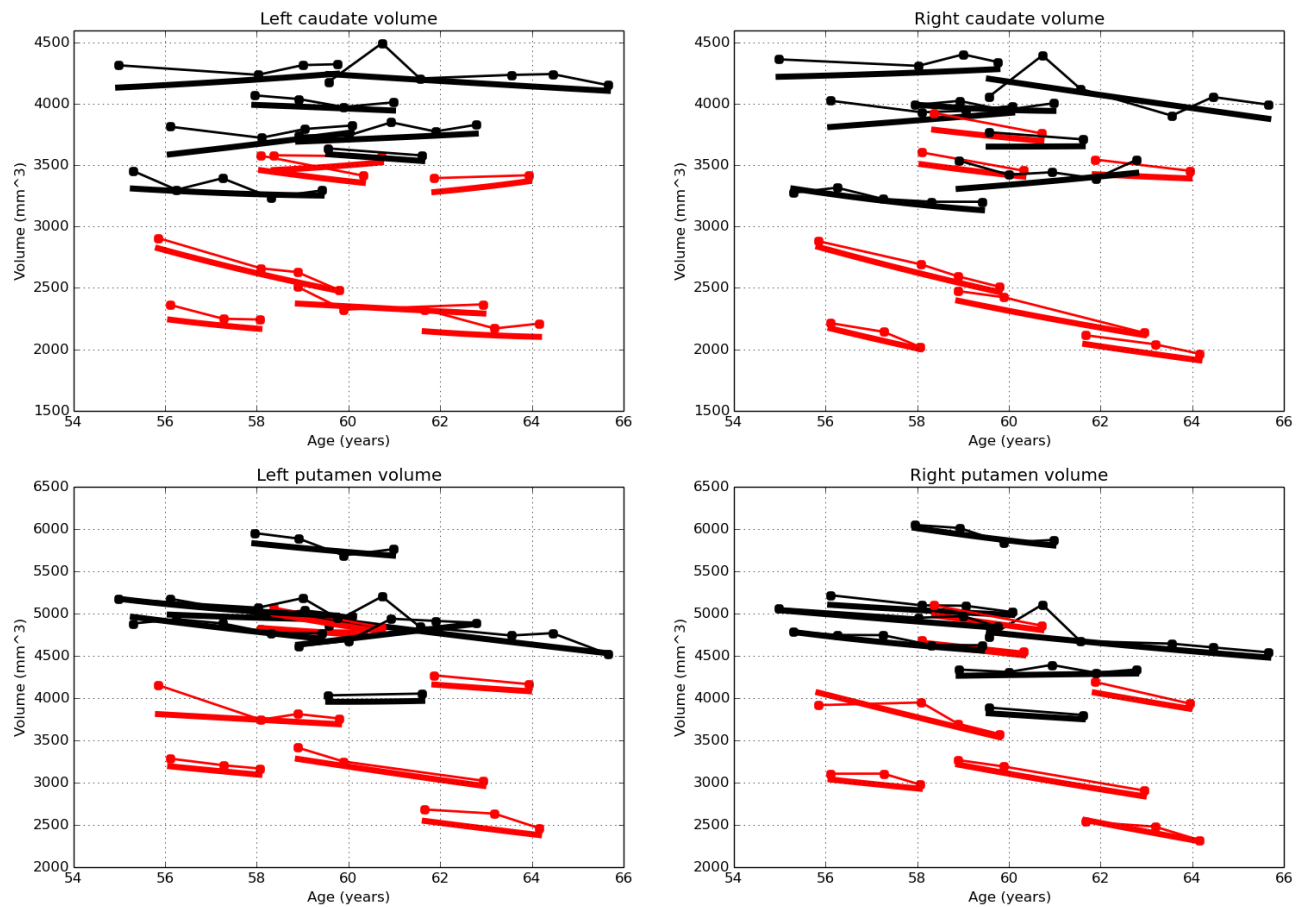 Left caudate volume
4500
4000
3500
3000
2500
2000
1500
Volume (mm^3)
54 56 58 60 62 64 66
Age (years)
Right caudate volume
4500
4000
3500
3000
2500
2000
1500
Volume (mm^3)
54 56 58 60 62 64 66
Age (years)
Left putamen volume
6500
6000
5500
5000
4500
4000
3500
3000
2500
2000
Volume (mm^3)
54 56 58 60 62 64 66
Age (years)
Right putamen volume
6500
6000
5500
5000
4500
4000
3500
3000
2500
2000
Volume (mm^3)
54 56 58 60 62 64 66
Age (years)